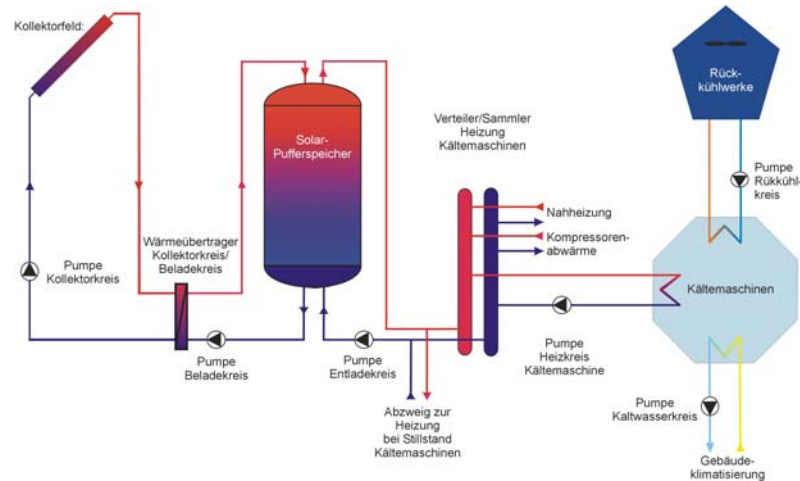 Kollektorfeld:
Pumpe
Kollektorkreis
Wärmeübertrager
Kollektorkreis/
Beladekreis
Pumpe
Beladekreis
Solar-
Pufferspeicher
Pumpe
Entladekreis
Abzweig zur
Heizung
bei Stillstand
Kältemaschinen
Verteiler/Sammler
Heizung
Kältemaschinen
Nahheizung
Kompressoren-
abwärme
Pumpe
Heizkreis
Kältemaschine
Rück-
kühlwerke
Pumpe
Rükkühl-
kreis
Kältemaschinen
Pumpe
Kaltwasserkreis
Gebäude-
klimatisierung